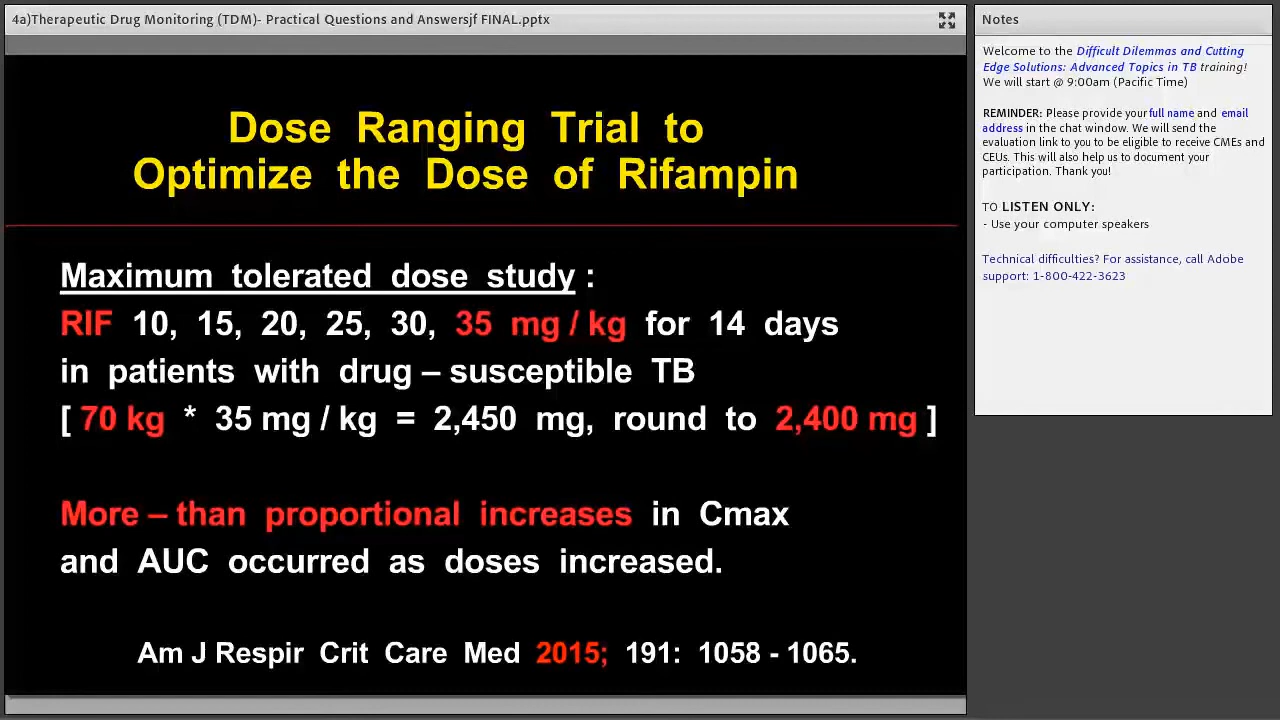 4a)Therapeutic Drug Monitoring (TDM)- Practical Questions and Answersjf FINAL.pptx
Dose Ranging Trial to
Optimize the Dose of Rifampin
Maximum tolerated dose study :
RIF 10, 15, 20, 25, 30, 35 mg / kg for 14 days
in patients with drug – susceptible TB
[ 70 kg * 35 mg / kg = 2,450 mg, round to 2,400 mg ]
More – than proportional increases in Cmax
and AUC occurred as doses increased.
Am J Respir Crit Care Med 2015; 191: 1058 - 1065.
Notes
Welcome to the Difficult Dilemmas and Cutting
Edge Solutions: Advanced Topics in TB training!
We will start @ 9:00am (Pacific Time)
REMINDER: Please provide your full name and email
address in the chat window. We will send the
evaluation link to you to be eligible to receive CMEs and
CEUs. This will also help us to document your
participation. Thank you!
TO LISTEN ONLY:
- Use your computer speakers
Technical difficulties? For assistance, call Adobe
support: 1-800-422-3623